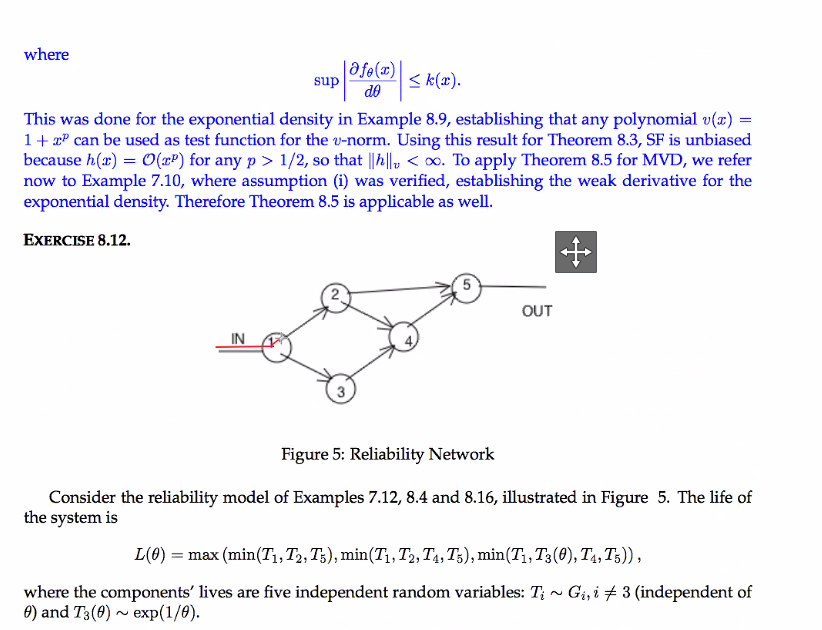 where
sup |∂f_θ(x)/dθ| ≤ k(x).
This was done for the exponential density in Example 8.9, establishing that any polynomial v(x) =
1 + x^p can be used as test function for the v-norm. Using this result for Theorem 8.3, SF is unbiased
because h(x) = O(x^p) for any p > 1/2, so that ‖h‖_v < ∞. To apply Theorem 8.5 for MVD, we refer
now to Example 7.10, where assumption (i) was verified, establishing the weak derivative for the
exponential density. Therefore Theorem 8.5 is applicable as well.
EXERCISE 8.12.
5
2
OUT
IN
1
4
3
Figure 5: Reliability Network
Consider the reliability model of Examples 7.12, 8.4 and 8.16, illustrated in Figure 5. The life of
the system is
L(θ) = max (min(T_1, T_2, T_5), min(T_1, T_2, T_4, T_5), min(T_1, T_3(θ), T_4, T_5)) ,
where the components' lives are five independent random variables: T_i ∼ G_i, i ≠ 3 (independent of
θ) and T_3(θ) ∼ exp(1/θ).